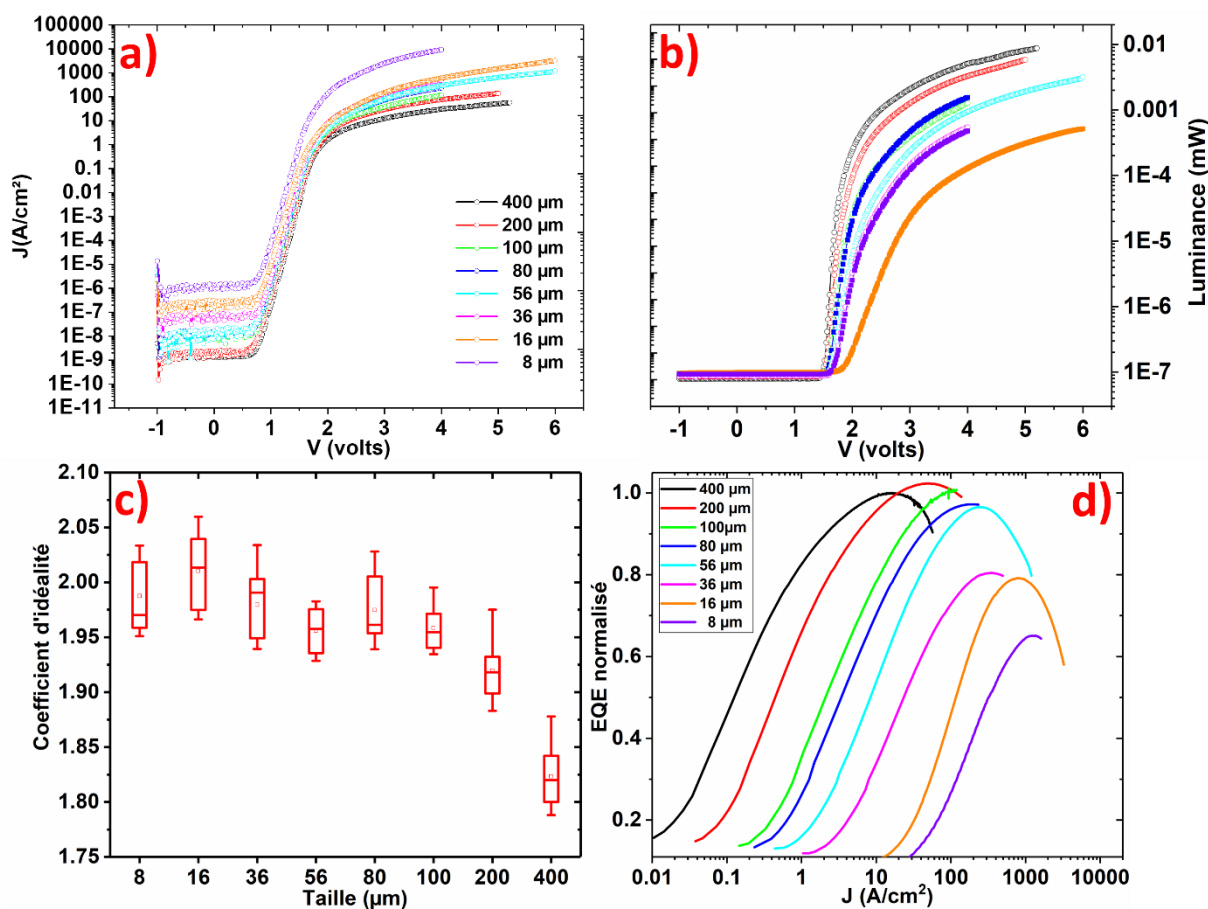 a)
J(A/cm²)
100000
10000
1000
100
10
1
0.1
0.01
1E-3
1E-4
1E-5
1E-6
1E-7
1E-8
1E-9
1E-10
1E-11
-1 0 1 2 3 4 5 6
V (volts)
400 µm
200 µm
100 µm
80 µm
56 µm
36 µm
16 µm
8 µm
b)
0.01
0.001
1E-4
1E-5
1E-6
1E-7
Luminance (mW)
-1 0 1 2 3 4 5 6
V (volts)
c)
Coefficient d'idéalité
2.10
2.05
2.00
1.95
1.90
1.85
1.80
1.75
8 16 36 56 80 100 200 400
Taille (µm)
d)
EQE normalisé
1.0
0.8
0.6
0.4
0.2
400 µm
200 µm
100µm
80 µm
56 µm
36 µm
16 µm
8 µm
0.01 0.1 1 10 100 1000 10000
J (A/cm²)